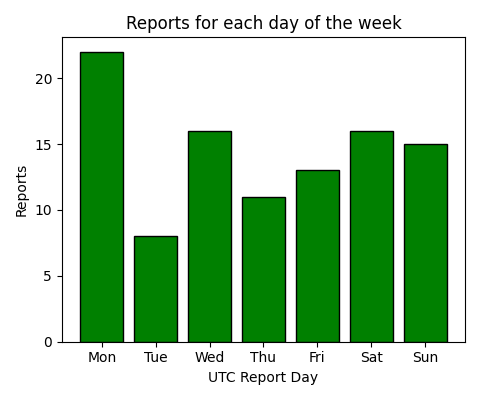 Reports for each day of the week
Reports
20
15
10
5
0
Mon Tue Wed Thu Fri Sat Sun
UTC Report Day